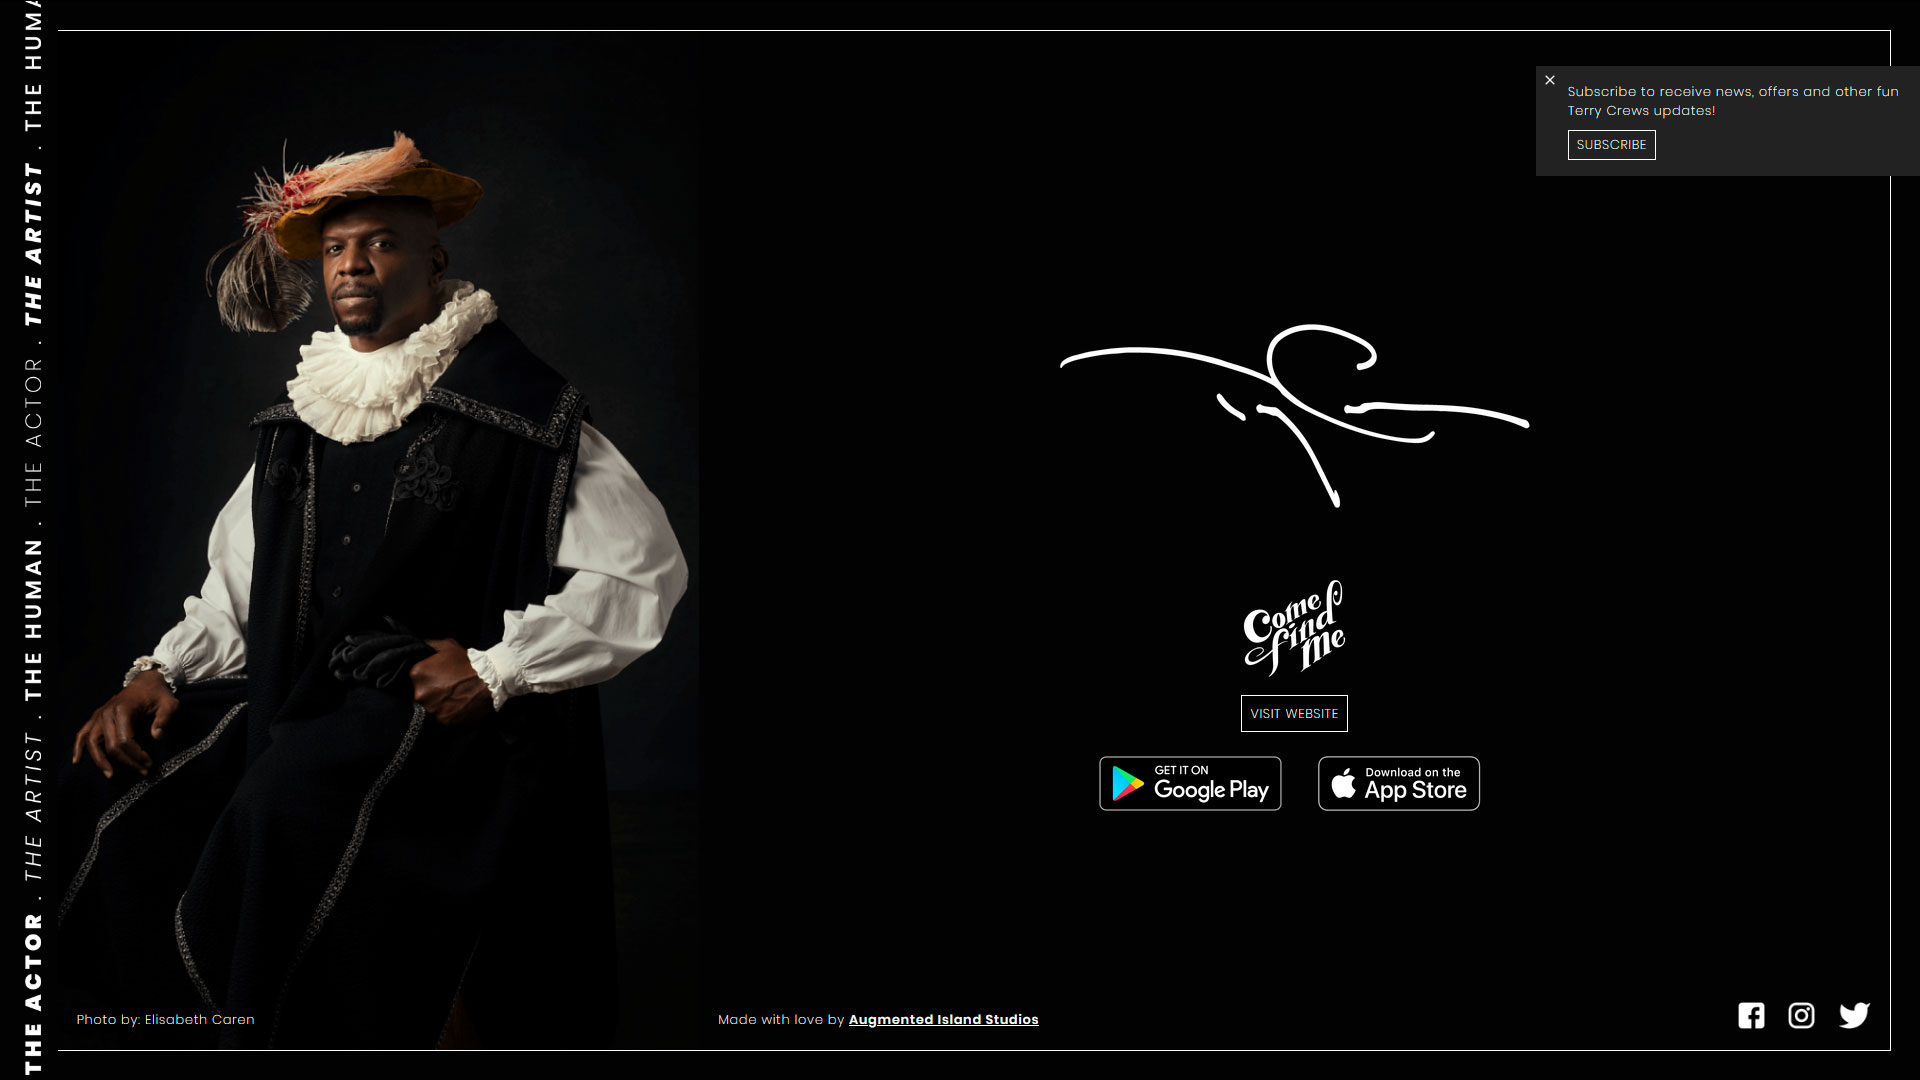 THE ACTOR . THE ARTIST . THE HUMAN . THE ACTOR . THE ARTIST . THE HUMA
Subscribe to receive news, offers and other fun
Terry Crews updates!
SUBSCRIBE
Come
find
Me
VISIT WEBSITE
GET IT ON
Google Play
Download on the
App Store
Photo by: Elisabeth Caren
Made with love by Augmented Island Studios